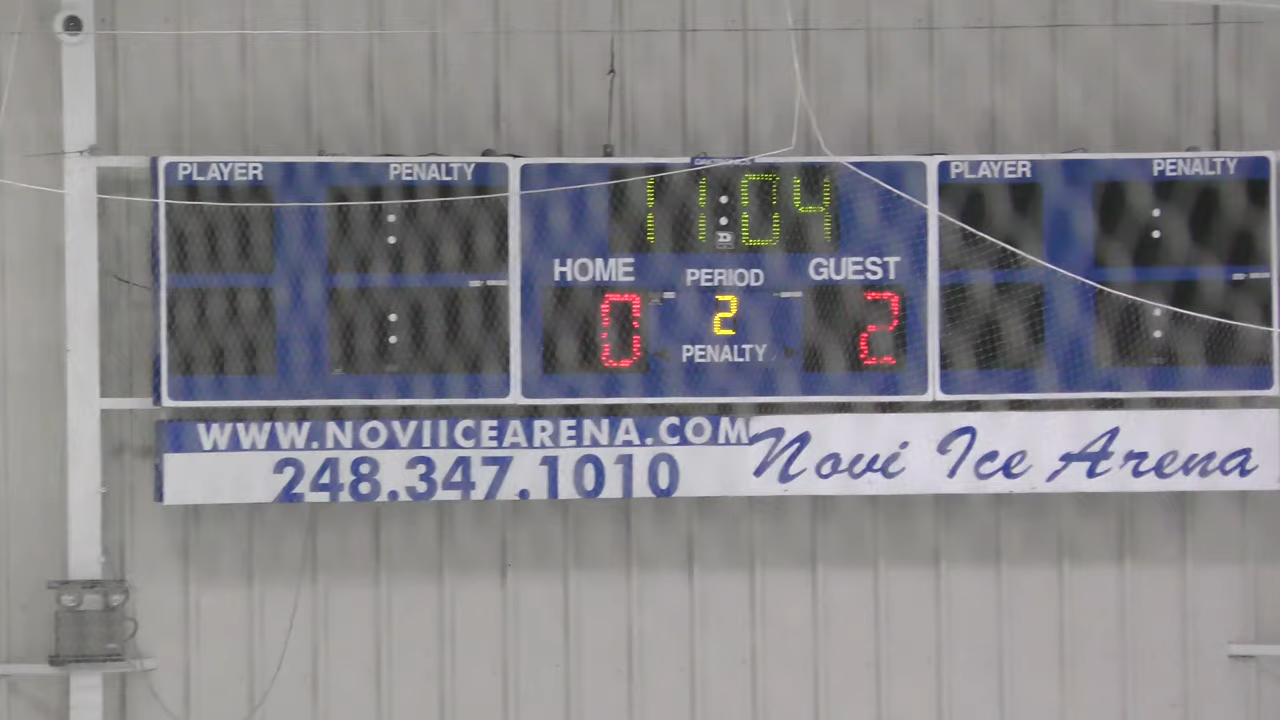 PLAYER PENALTY
11:04
PLAYER PENALTY
HOME PERIOD GUEST
0 2 2
PENALTY
WWW.NOVIICEARENA.COM
248.347.1010
Novi Ice Arena